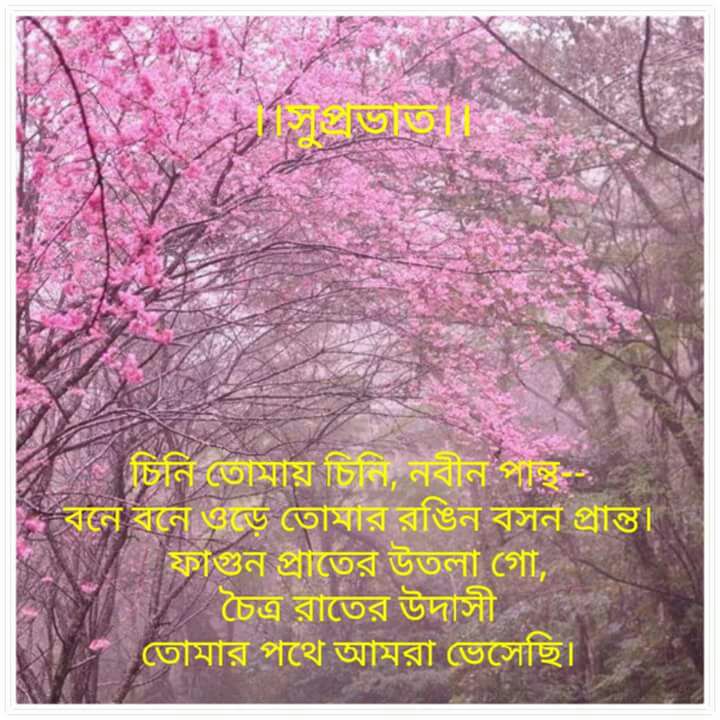 ।।সুপ্রভাত।।
চিনি তোমায় চিনি, নবীন পান্থ--
বনে বনে ওড়ে তোমার রঙিন বসন প্রান্ত।
ফাগুন প্রাতের উতলা গো,
চৈত্র রাতের উদাসী
তোমার পথে আমরা ভেসেছি।